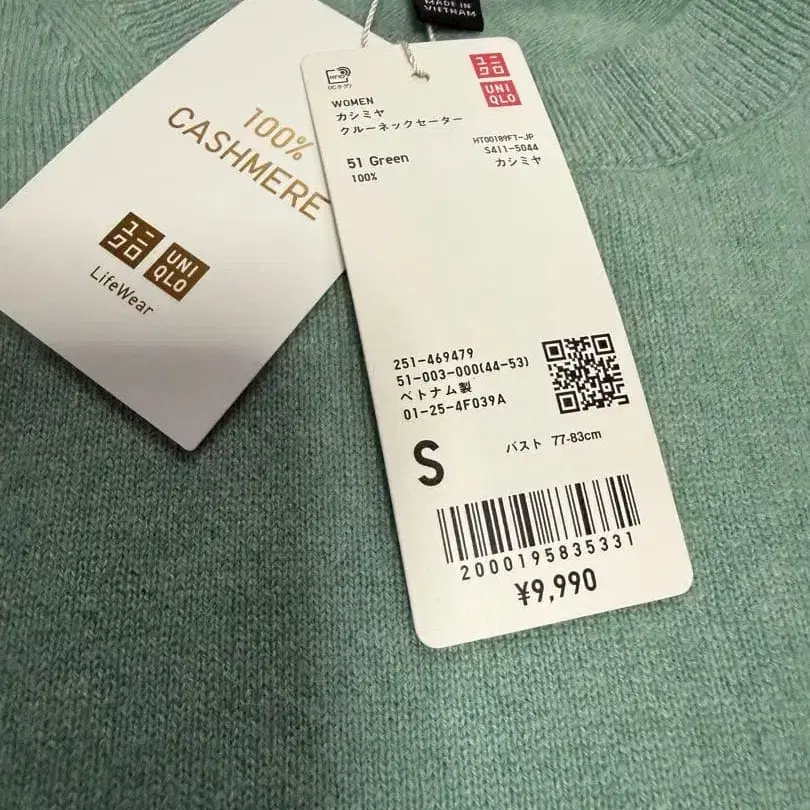 MADE IN
VIETNAM
100%
CASHMERE
ユニ
クロ
UNI
QLO
LifeWear
ユニ
クロ
UNI
QLO
RFID
WOMEN
カシミヤ
クルーネックセーター
HT00189FT-JP
S411-5044
51 Green
カシミヤ
100%
251-469479
51-003-000(44-53)
ベトナム製
01-25-4F039A
S
バスト 77-83cm
2000195835331
¥9,990